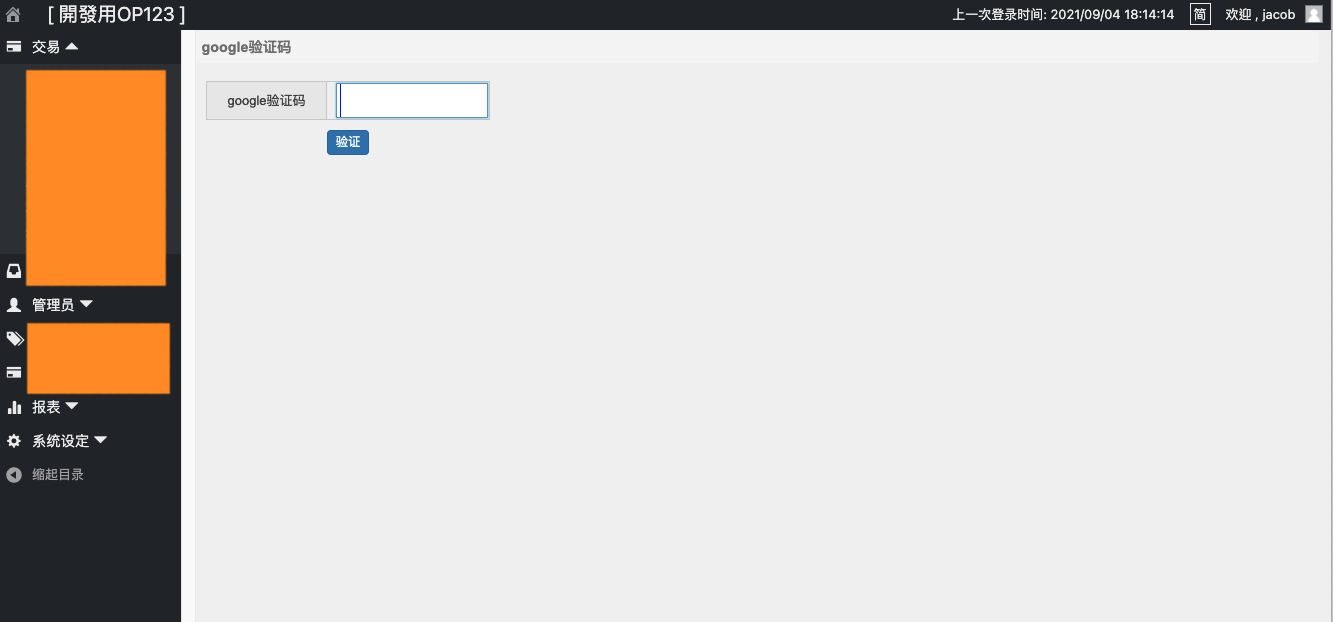 [ 開發用OP123 ]
上一次登录时间: 2021/09/04 18:14:14
简
欢迎 , jacob
交易
google验证码
google验证码
验证
管理员
报表
系统设定
缩起目录